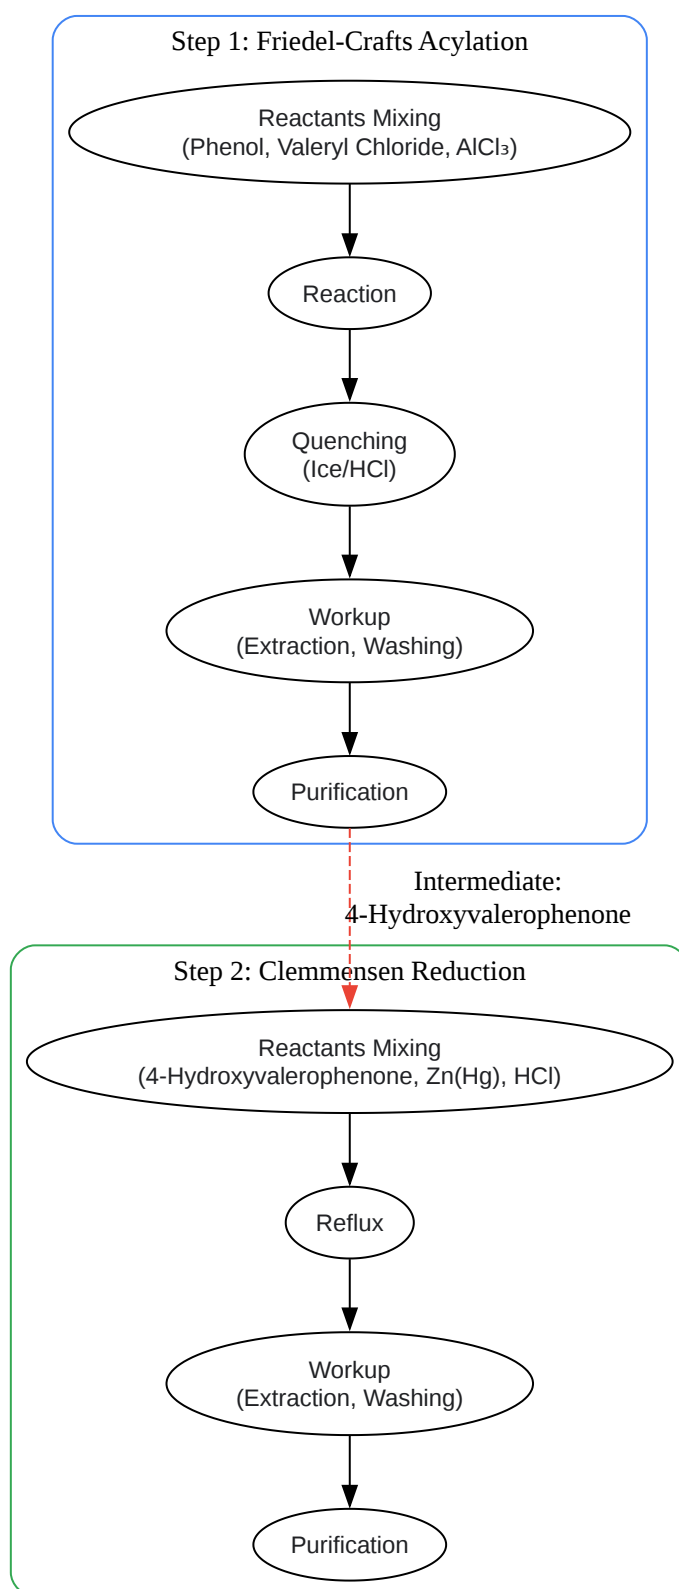 Step 1: Friedel-Crafts Acylation
Reactants Mixing
(Phenol, Valeryl Chloride, AlCl₃)
Reaction
Quenching
(Ice/HCl)
Workup
(Extraction, Washing)
Purification
Intermediate:
4-Hydroxyvalerophenone
Step 2: Clemmensen Reduction
Reactants Mixing
(4-Hydroxyvalerophenone, Zn(Hg), HCl)
Reflux
Workup
(Extraction, Washing)
Purification